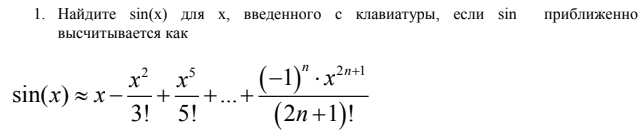 1. Найдите sin(x) для x, введенного с клавиатуры, если sin приближенно
высчитывается как
sin(x) ≈ x − x²/3! + x⁵/5! + ... + ((−1)ⁿ · x²ⁿ⁺¹)/(2n+1)!